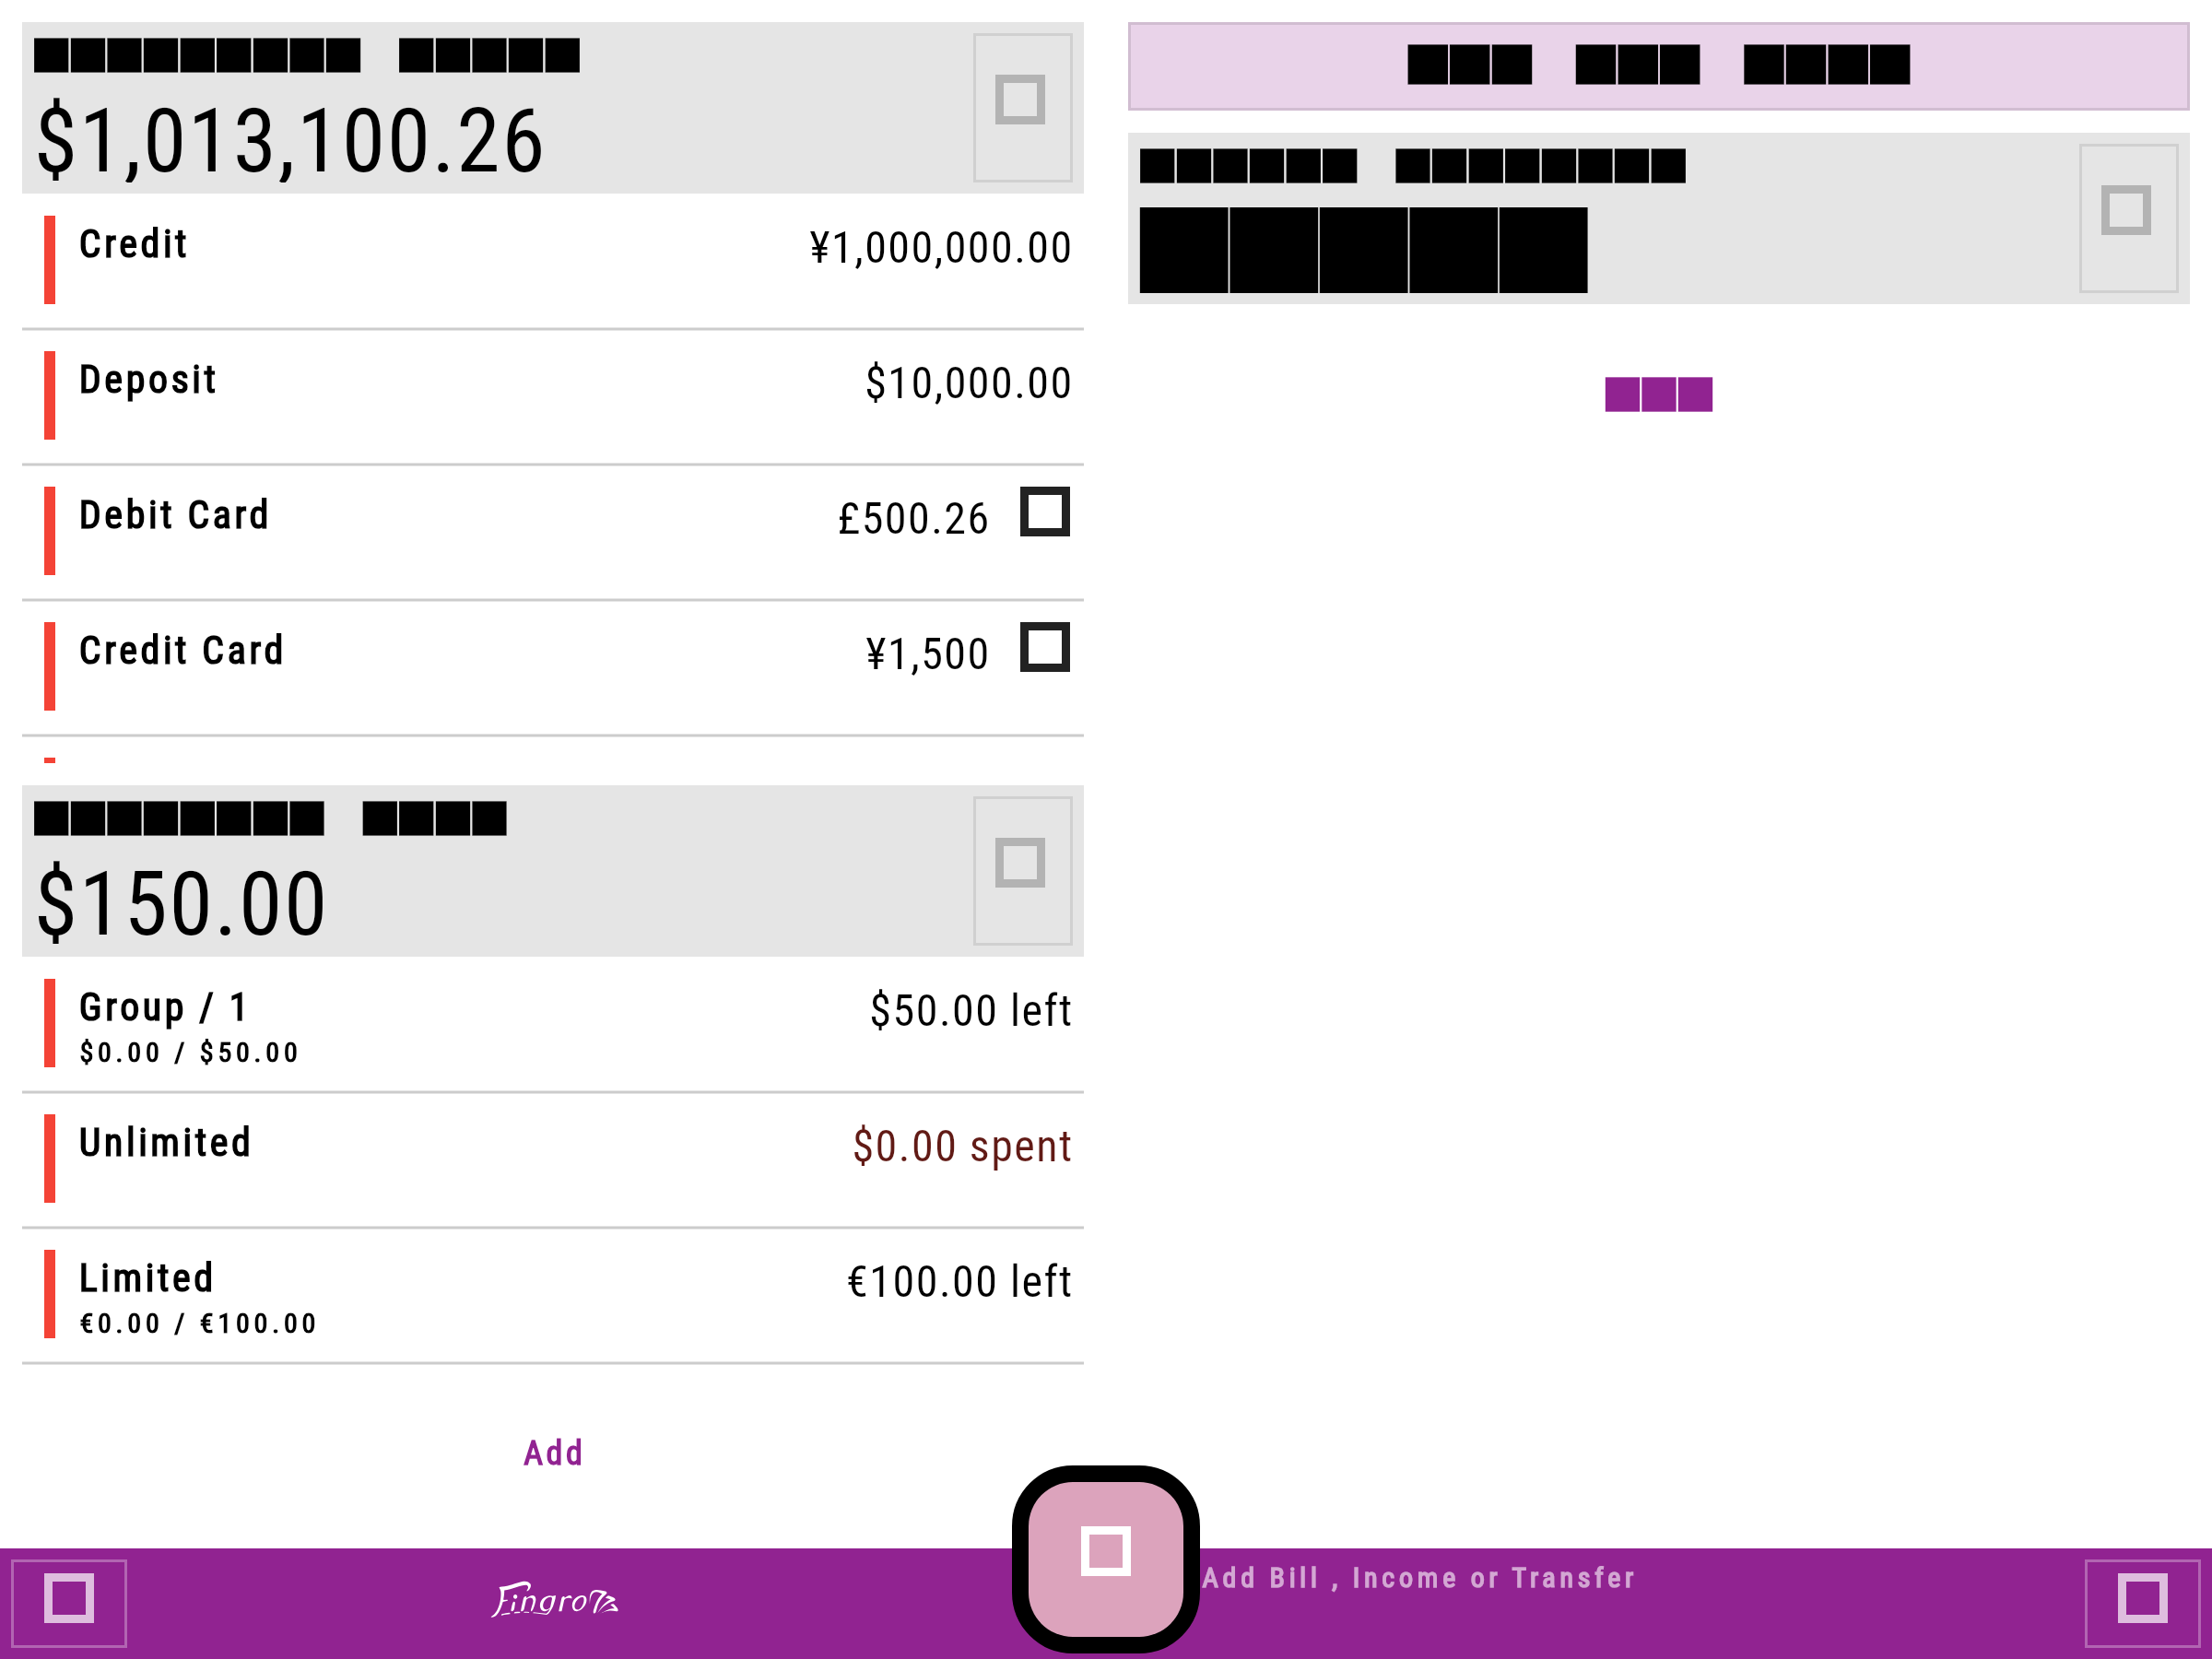 $1,013,100.26
Credit ¥1,000,000.00
Deposit $10,000.00
Debit Card £500.26
Credit Card ¥1,500
$150.00
Group / 1 $50.00 left
$0.00 / $50.00
Unlimited $0.00 spent
Limited €100.00 left
€0.00 / €100.00
Add
Fingro
Add Bill , Income or Transfer